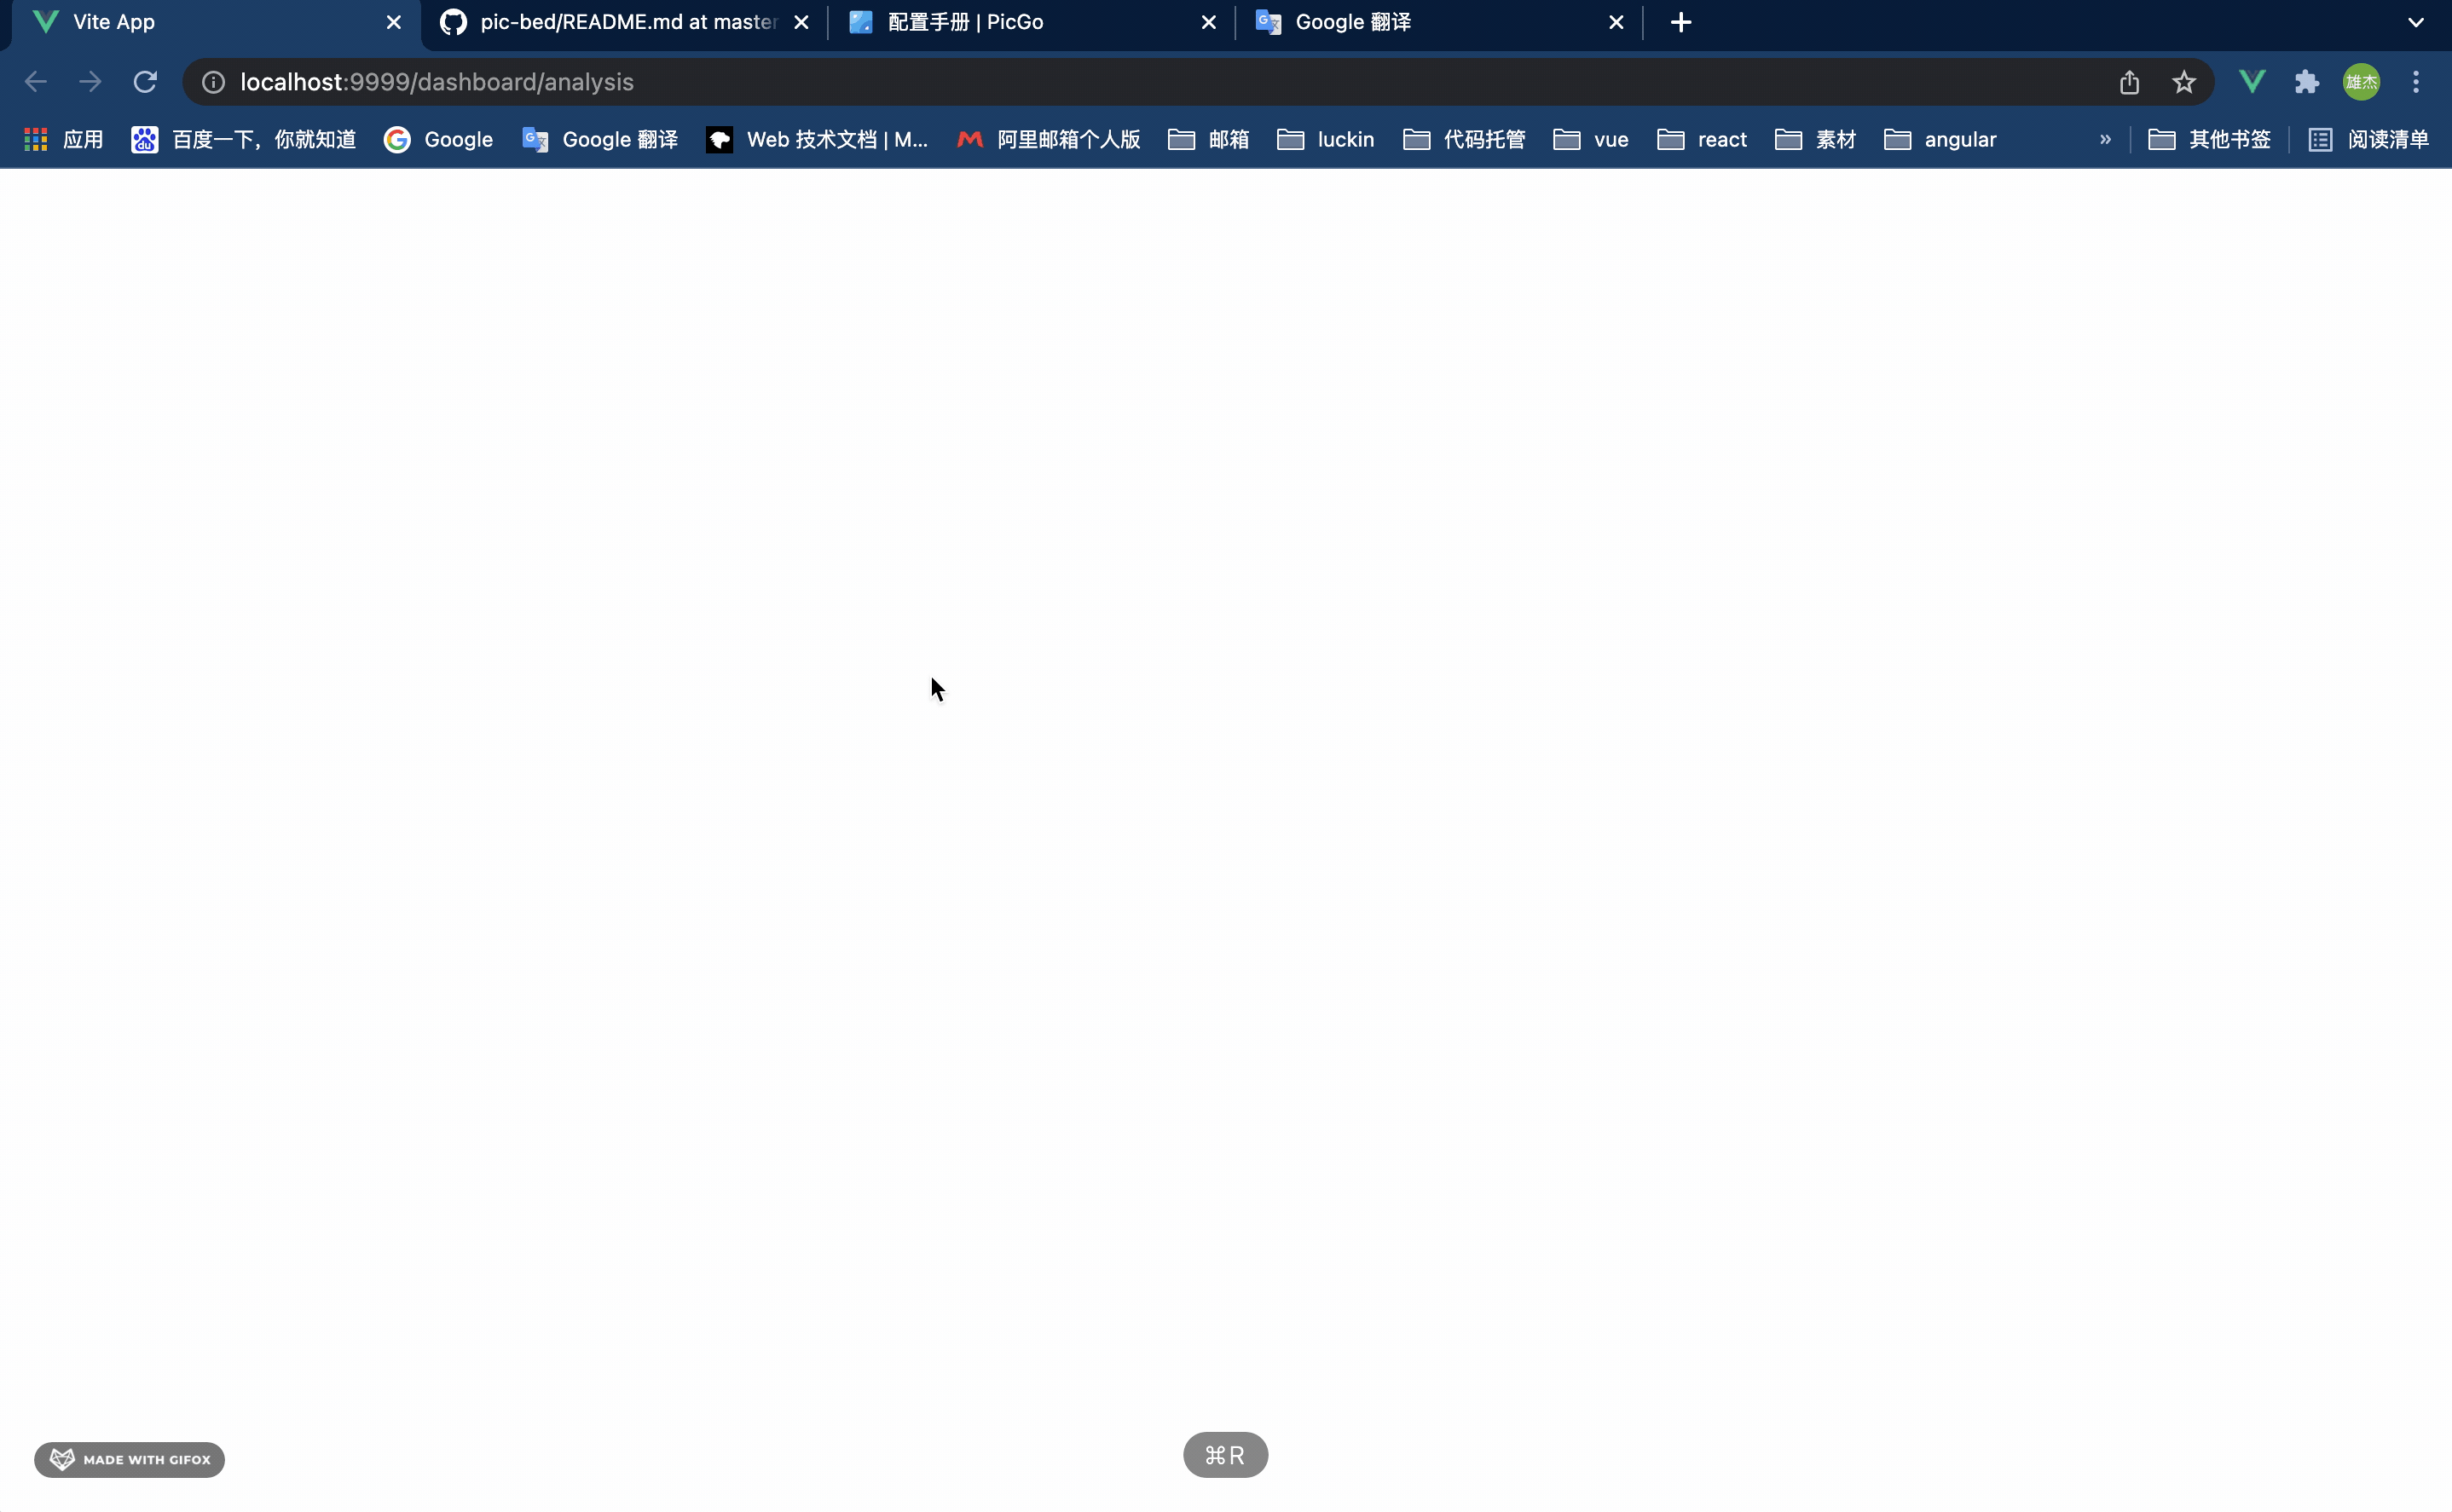 Vite App
pic-bed/README.md at master
配置手册 | PicGo
Google 翻译
localhost:9999/dashboard/analysis
雄杰
应用
百度一下，你就知道
Google
Google 翻译
Web 技术文档 | M...
阿里邮箱个人版
邮箱
luckin
代码托管
vue
react
素材
angular
»
其他书签
阅读清单
MADE WITH GIFOX
⌘R